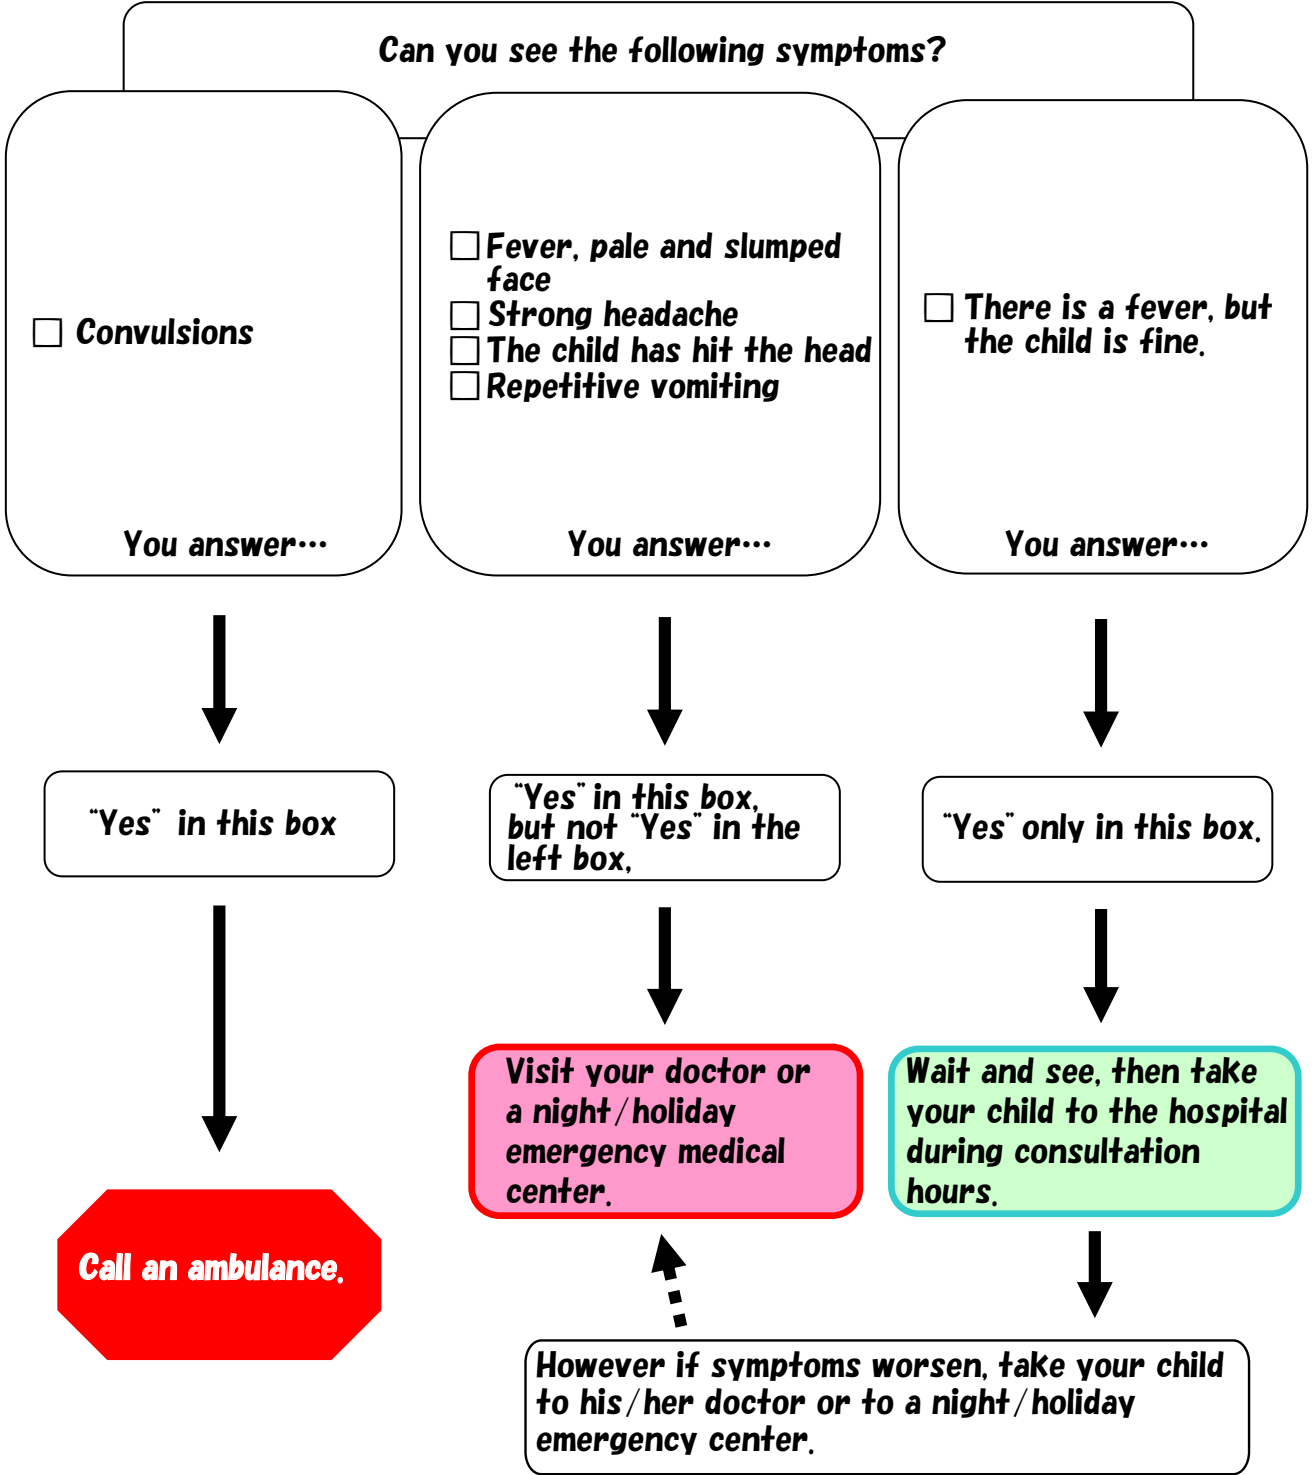 Can you see the following symptoms?
□ Convulsions
You answer…
□ Fever, pale and slumped
face
□ Strong headache
□ The child has hit the head
□ Repetitive vomiting
You answer…
□ There is a fever, but
the child is fine.
You answer…
“Yes” in this box
“Yes” in this box,
but not “Yes” in the
left box,
“Yes” only in this box.
Call an ambulance.
Visit your doctor or
a night/holiday
emergency medical
center.
Wait and see, then take
your child to the hospital
during consultation
hours.
However if symptoms worsen, take your child
to his/her doctor or to a night/holiday
emergency center.